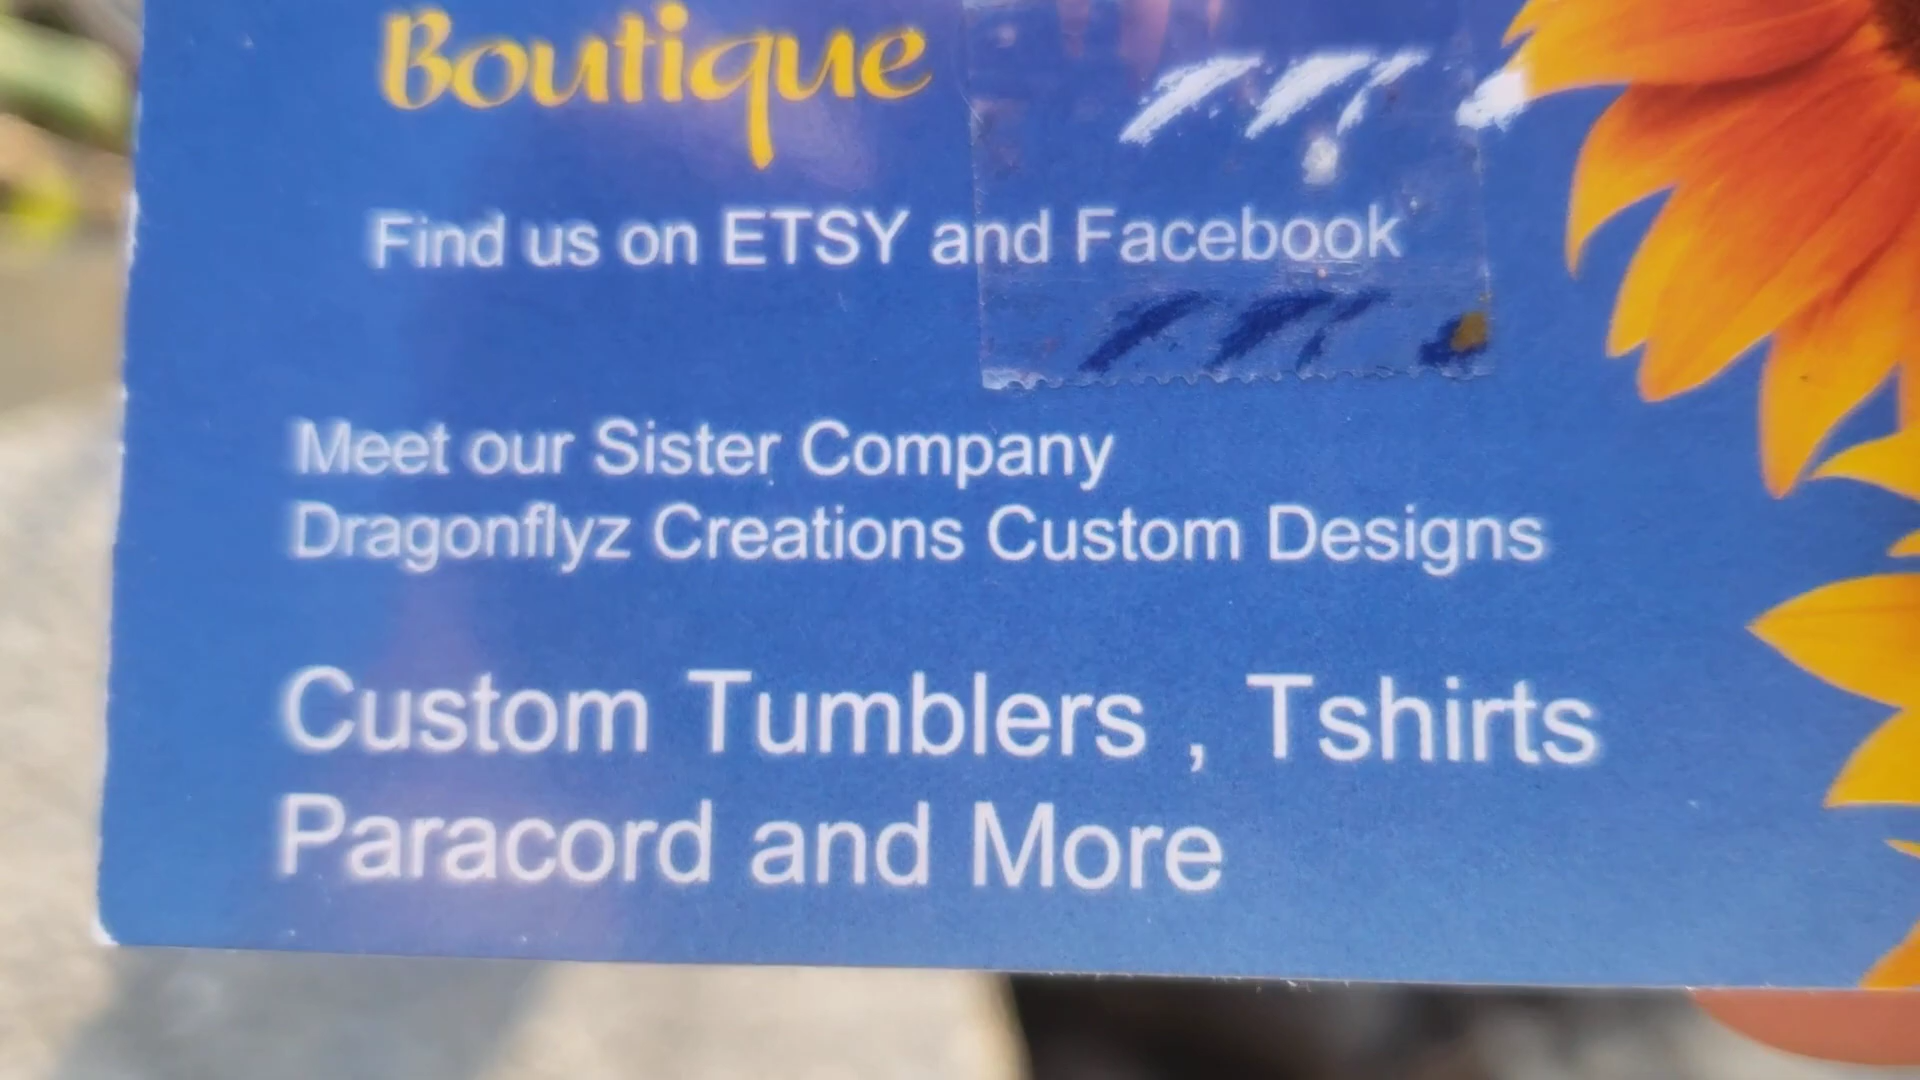 Boutique
Find us on ETSY and Facebook
Meet our Sister Company
Dragonflyz Creations Custom Designs
Custom Tumblers , Tshirts
Paracord and More